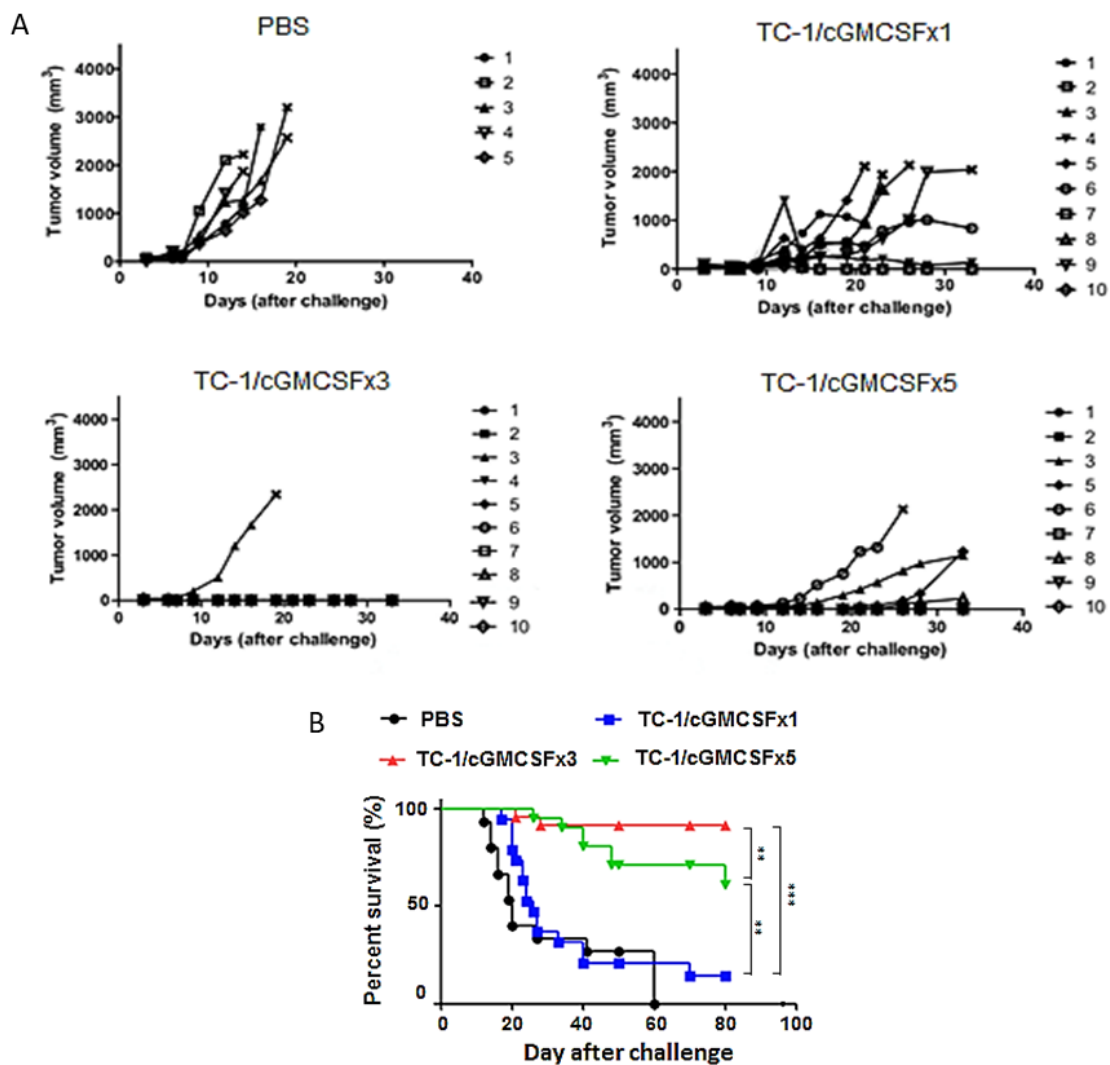 A
PBS
Tumor volume (mm³)
4000
3000
2000
1000
0
0 10 20 30 40
Days (after challenge)
1
2
3
4
5
TC-1/cGMCSFx1
Tumor volume (mm³)
4000
3000
2000
1000
0
0 10 20 30 40
Days (after challenge)
1
2
3
4
5
6
7
8
9
10
TC-1/cGMCSFx3
Tumor volume (mm³)
4000
3000
2000
1000
0
0 10 20 30 40
Days (after challenge)
1
2
3
4
5
6
7
8
9
10
TC-1/cGMCSFx5
Tumor volume (mm³)
4000
3000
2000
1000
0
0 10 20 30 40
Days (after challenge)
1
2
3
5
6
7
8
9
10
B
PBS TC-1/cGMCSFx1
TC-1/cGMCSFx3 TC-1/cGMCSFx5
Percent survival (%)
100
50
0
** ***
**
0 20 40 60 80 100
Day after challenge